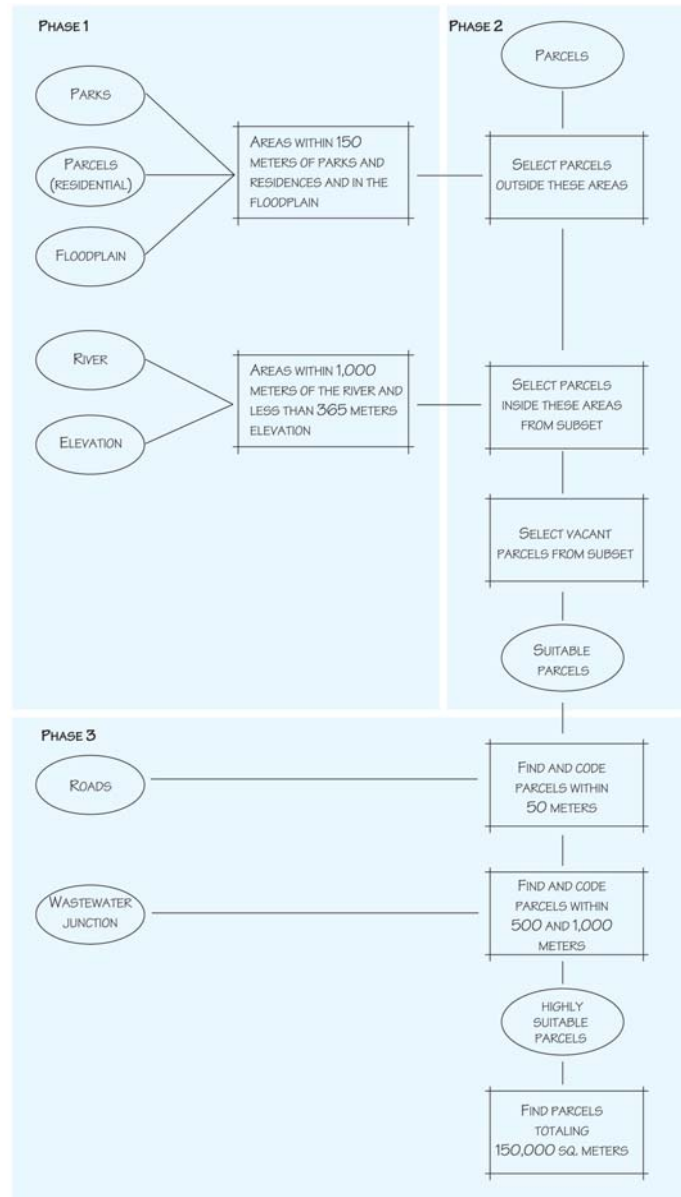 PHASE 1
PARKS
PARCELS
(RESIDENTIAL)
FLOODPLAIN
AREAS WITHIN 150
METERS OF PARKS AND
RESIDENCES AND IN THE
FLOODPLAIN
RIVER
ELEVATION
AREAS WITHIN 1,000
METERS OF THE RIVER AND
LESS THAN 365 METERS
ELEVATION
PHASE 2
PARCELS
SELECT PARCELS
OUTSIDE THESE AREAS
SELECT PARCELS
INSIDE THESE AREAS
FROM SUBSET
SELECT VACANT
PARCELS FROM SUBSET
SUITABLE
PARCELS
PHASE 3
ROADS
FIND AND CODE
PARCELS WITHIN
50 METERS
WASTEWATER
JUNCTION
FIND AND CODE
PARCELS WITHIN
500 AND 1,000
METERS
HIGHLY
SUITABLE
PARCELS
FIND PARCELS
TOTALING
150,000 SQ. METERS